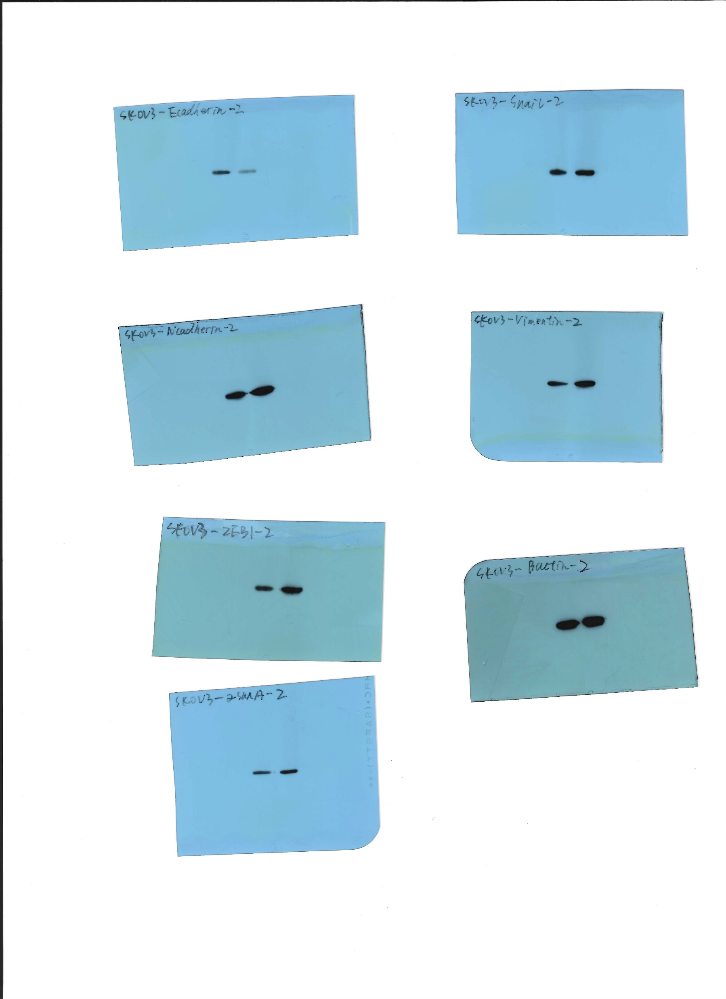 SKOV3-Ecadherin-2
SKOV3-Snail-2
SKOV3-Ncadherin-2
SKOV3-Vimentin-2
SKOV3-ZEB1-2
SKOV3-Bactin-2
SKOV3-αSMA-2
(SAFETY)